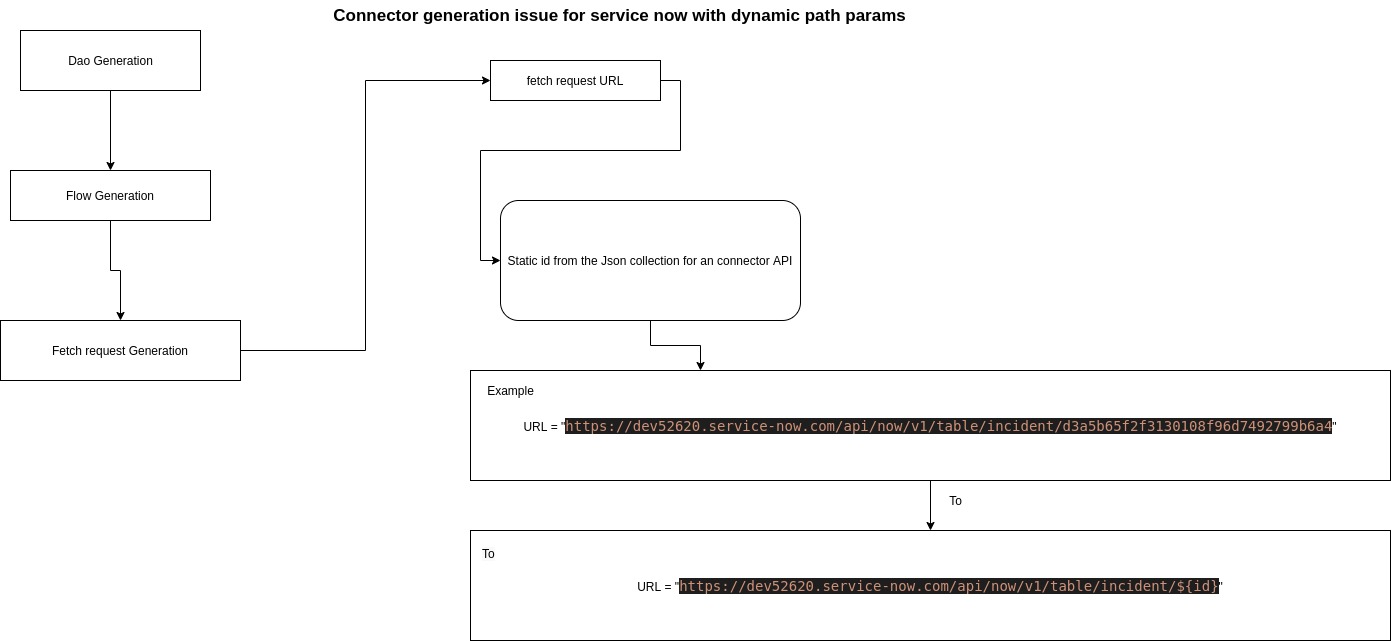 Connector generation issue for service now with dynamic path params
Dao Generation
fetch request URL
Flow Generation
Static id from the Json collection for an connector API
Fetch request Generation
Example
URL = "https://dev52620.service-now.com/api/now/v1/table/incident/d3a5b65f2f3130108f96d7492799b6a4"
To
To
URL = "https://dev52620.service-now.com/api/now/v1/table/incident/${id}"